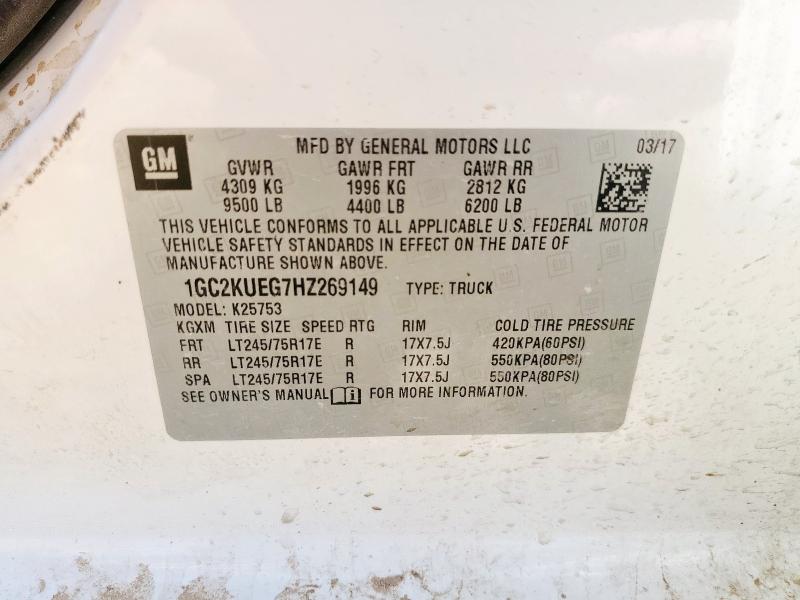 GM
MFD BY GENERAL MOTORS LLC 03/17
GVWR GAWR FRT GAWR RR
4309 KG 1996 KG 2812 KG
9500 LB 4400 LB 6200 LB
THIS VEHICLE CONFORMS TO ALL APPLICABLE U.S. FEDERAL MOTOR
VEHICLE SAFETY STANDARDS IN EFFECT ON THE DATE OF
MANUFACTURE SHOWN ABOVE.
1GC2KUEG7HZ269149 TYPE: TRUCK
MODEL: K25753
KGXM TIRE SIZE SPEED RTG RIM COLD TIRE PRESSURE
FRT LT245/75R17E R 17X7.5J 420KPA(60PSI)
RR LT245/75R17E R 17X7.5J 550KPA(80PSI)
SPA LT245/75R17E R 17X7.5J 550KPA(80PSI)
SEE OWNER'S MANUAL i FOR MORE INFORMATION.